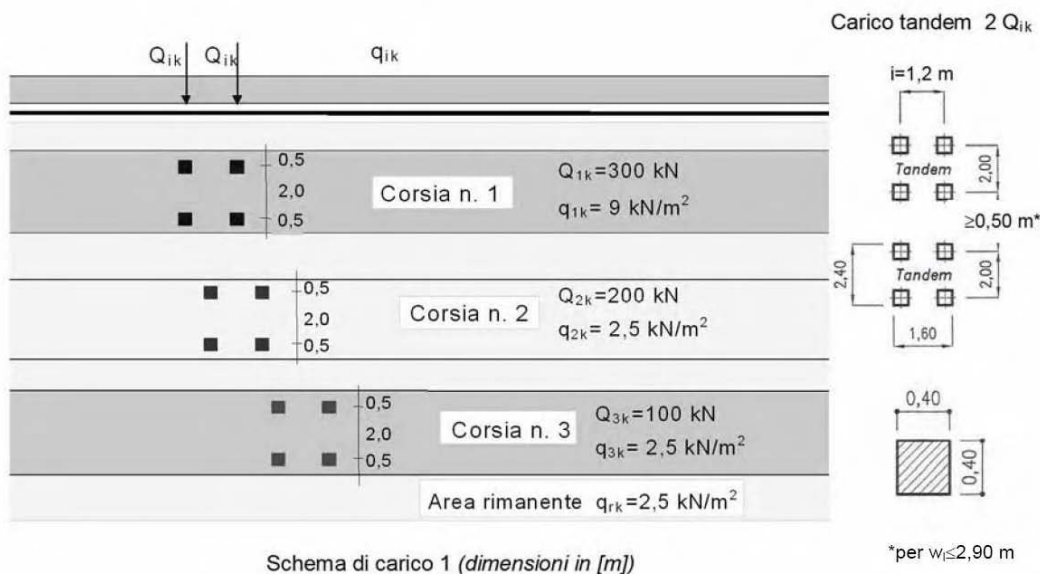 Carico tandem 2 Qik
Qik Qik qik
i=1,2 m
0,5
2,0
0,5
Corsia n. 1
Q1k=300 kN
q1k= 9 kN/m²
Tandem
2,00
≥0,50 m*
0,5
2,0
0,5
Corsia n. 2
Q2k=200 kN
q2k= 2,5 kN/m²
2,40
Tandem
2,00
1,60
0,5
2,0
0,5
Corsia n. 3
Q3k=100 kN
q3k= 2,5 kN/m²
0,40
0,40
Area rimanente qrk=2,5 kN/m²
Schema di carico 1 (dimensioni in [m])
*per wl≤2,90 m